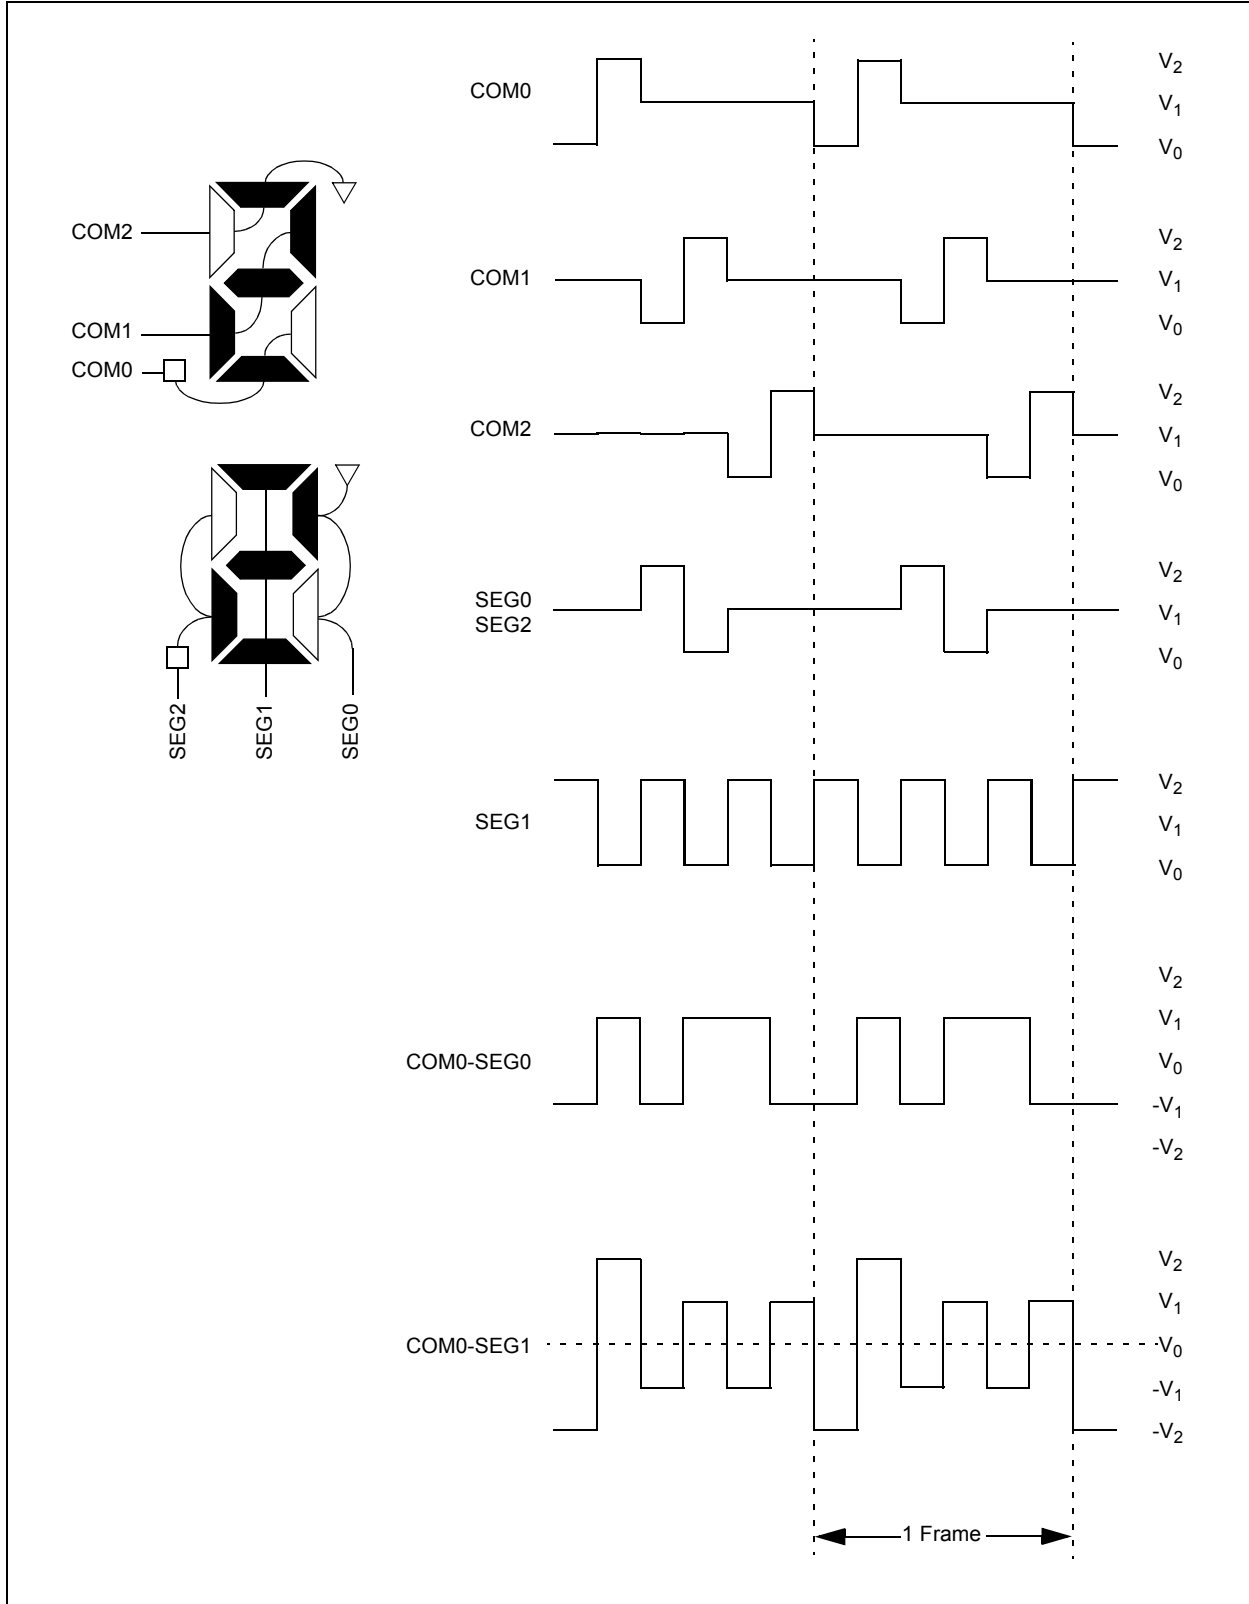 COM0
V2
V1
V0
COM2
COM1
COM0
COM1
V2
V1
V0
COM2
V2
V1
V0
SEG0
SEG2
V2
V1
V0
SEG2
SEG1
SEG0
SEG1
V2
V1
V0
COM0-SEG0
V2
V1
V0
-V1
-V2
COM0-SEG1
V2
V1
V0
-V1
-V2
1 Frame